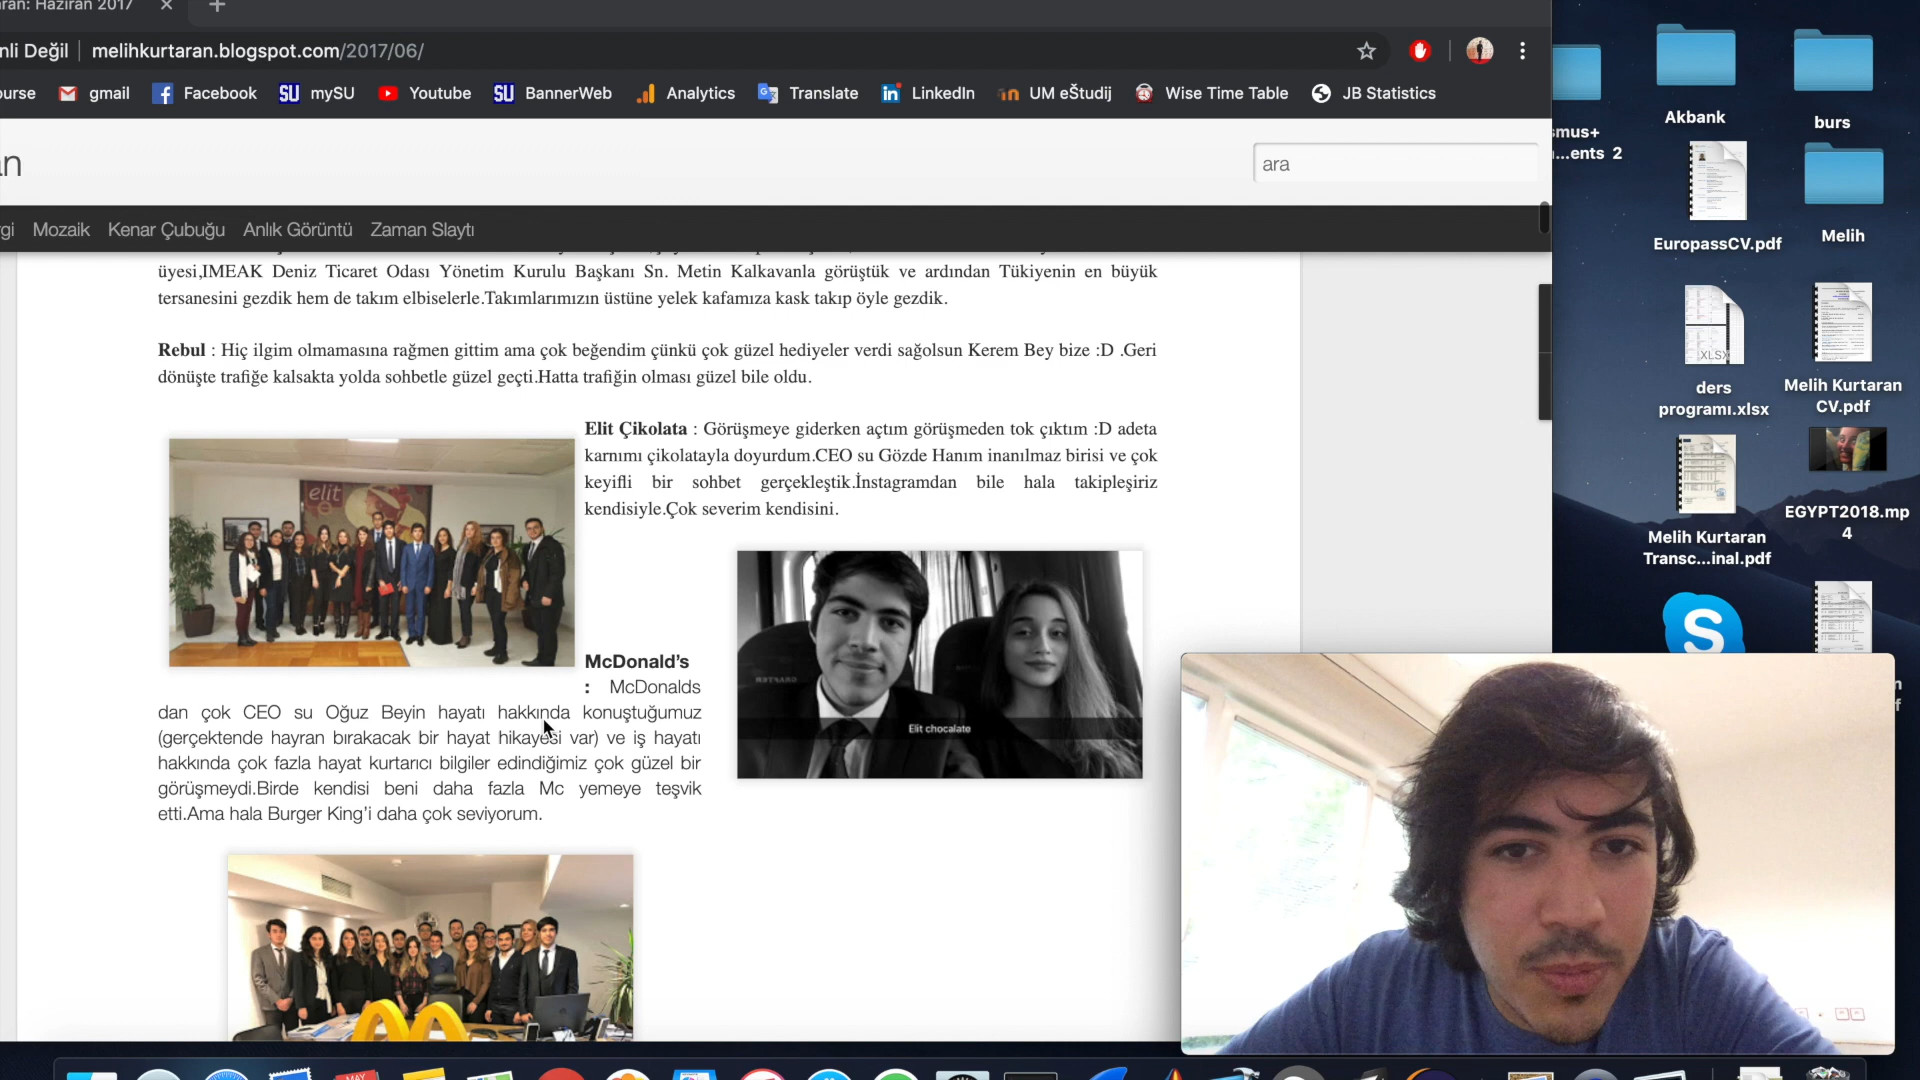 ran: Haziran 2017
nli Değil
melihkurtaran.blogspot.com/2017/06/
ourse
gmail
Facebook
mySU
Youtube
BannerWeb
Analytics
Translate
LinkedIn
UM eŠtudij
Wise Time Table
JB Statistics
an
ara
rgi Mozaik Kenar Çubuğu Anlık Görüntü Zaman Slaytı
üyesi,IMEAK Deniz Ticaret Odası Yönetim Kurulu Başkanı Sn. Metin Kalkavanla görüştük ve ardından Tükiyenin en büyük
tersanesini gezdik hem de takım elbiselerle.Takımlarımızın üstüne yelek kafamıza kask takıp öyle gezdik.
Rebul : Hiç ilgim olmamasına rağmen gittim ama çok beğendim çünkü çok güzel hediyeler verdi sağolsun Kerem Bey bize :D .Geri
dönüşte trafiğe kalsakta yolda sohbetle güzel geçti.Hatta trafiğin olması güzel bile oldu.
Elit Çikolata : Görüşmeye giderken açtım görüşmeden tok çıktım :D adeta
karnımı çikolatayla doyurdum.CEO su Gözde Hanım inanılmaz birisi ve çok
keyifli bir sohbet gerçekleştik.İnstagramdan bile hala takipleşiriz
kendisiyle.Çok severim kendisini.
elit
Elit chocalate
McDonald's
: McDonalds
dan çok CEO su Oğuz Beyin hayatı hakkında konuştuğumuz
(gerçektende hayran bırakacak bir hayat hikayesi var) ve iş hayatı
hakkında çok fazla hayat kurtarıcı bilgiler edindiğimiz çok güzel bir
görüşmeydi.Birde kendisi beni daha fazla Mc yemeye teşvik
etti.Ama hala Burger King'i daha çok seviyorum.
smus+
...ents 2
Akbank
burs
EuropassCV.pdf
Melih
XLSX
ders
programı.xlsx
Melih Kurtaran
CV.pdf
Melih Kurtaran
Transc...inal.pdf
EGYPT2018.mp
4
MAY